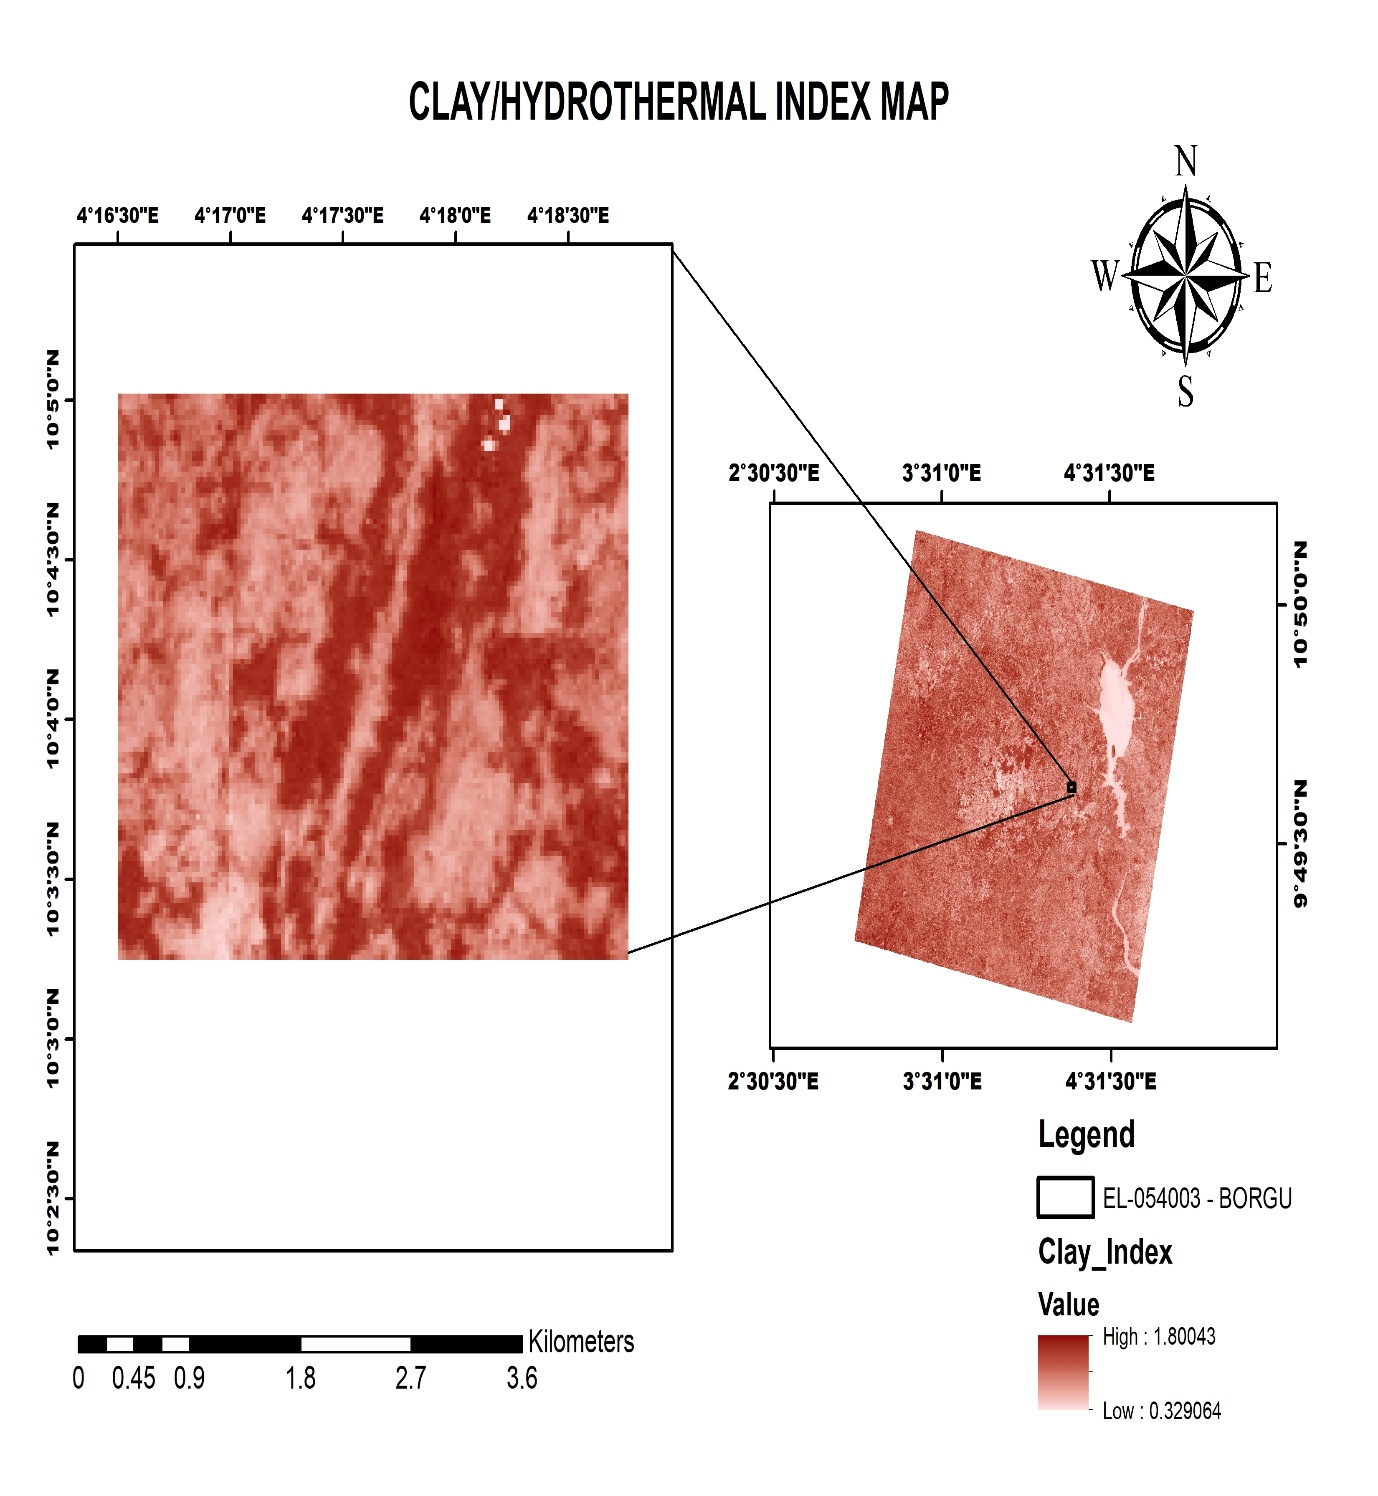 CLAY/HYDROTHERMAL INDEX MAP
N
W E
S
4°16'30"E 4°17'0"E 4°17'30"E 4°18'0"E 4°18'30"E
10°5'0"N
10°4'30"N
10°4'0"N
10°3'30"N
10°3'0"N
10°2'30"N
2°30'30"E 3°31'0"E 4°31'30"E
10°50'0"N
9°49'30"N
2°30'30"E 3°31'0"E 4°31'30"E
Legend
EL-054003 - BORGU
Clay_Index
Value
High : 1.80043
Low : 0.329064
Kilometers
0 0.45 0.9 1.8 2.7 3.6